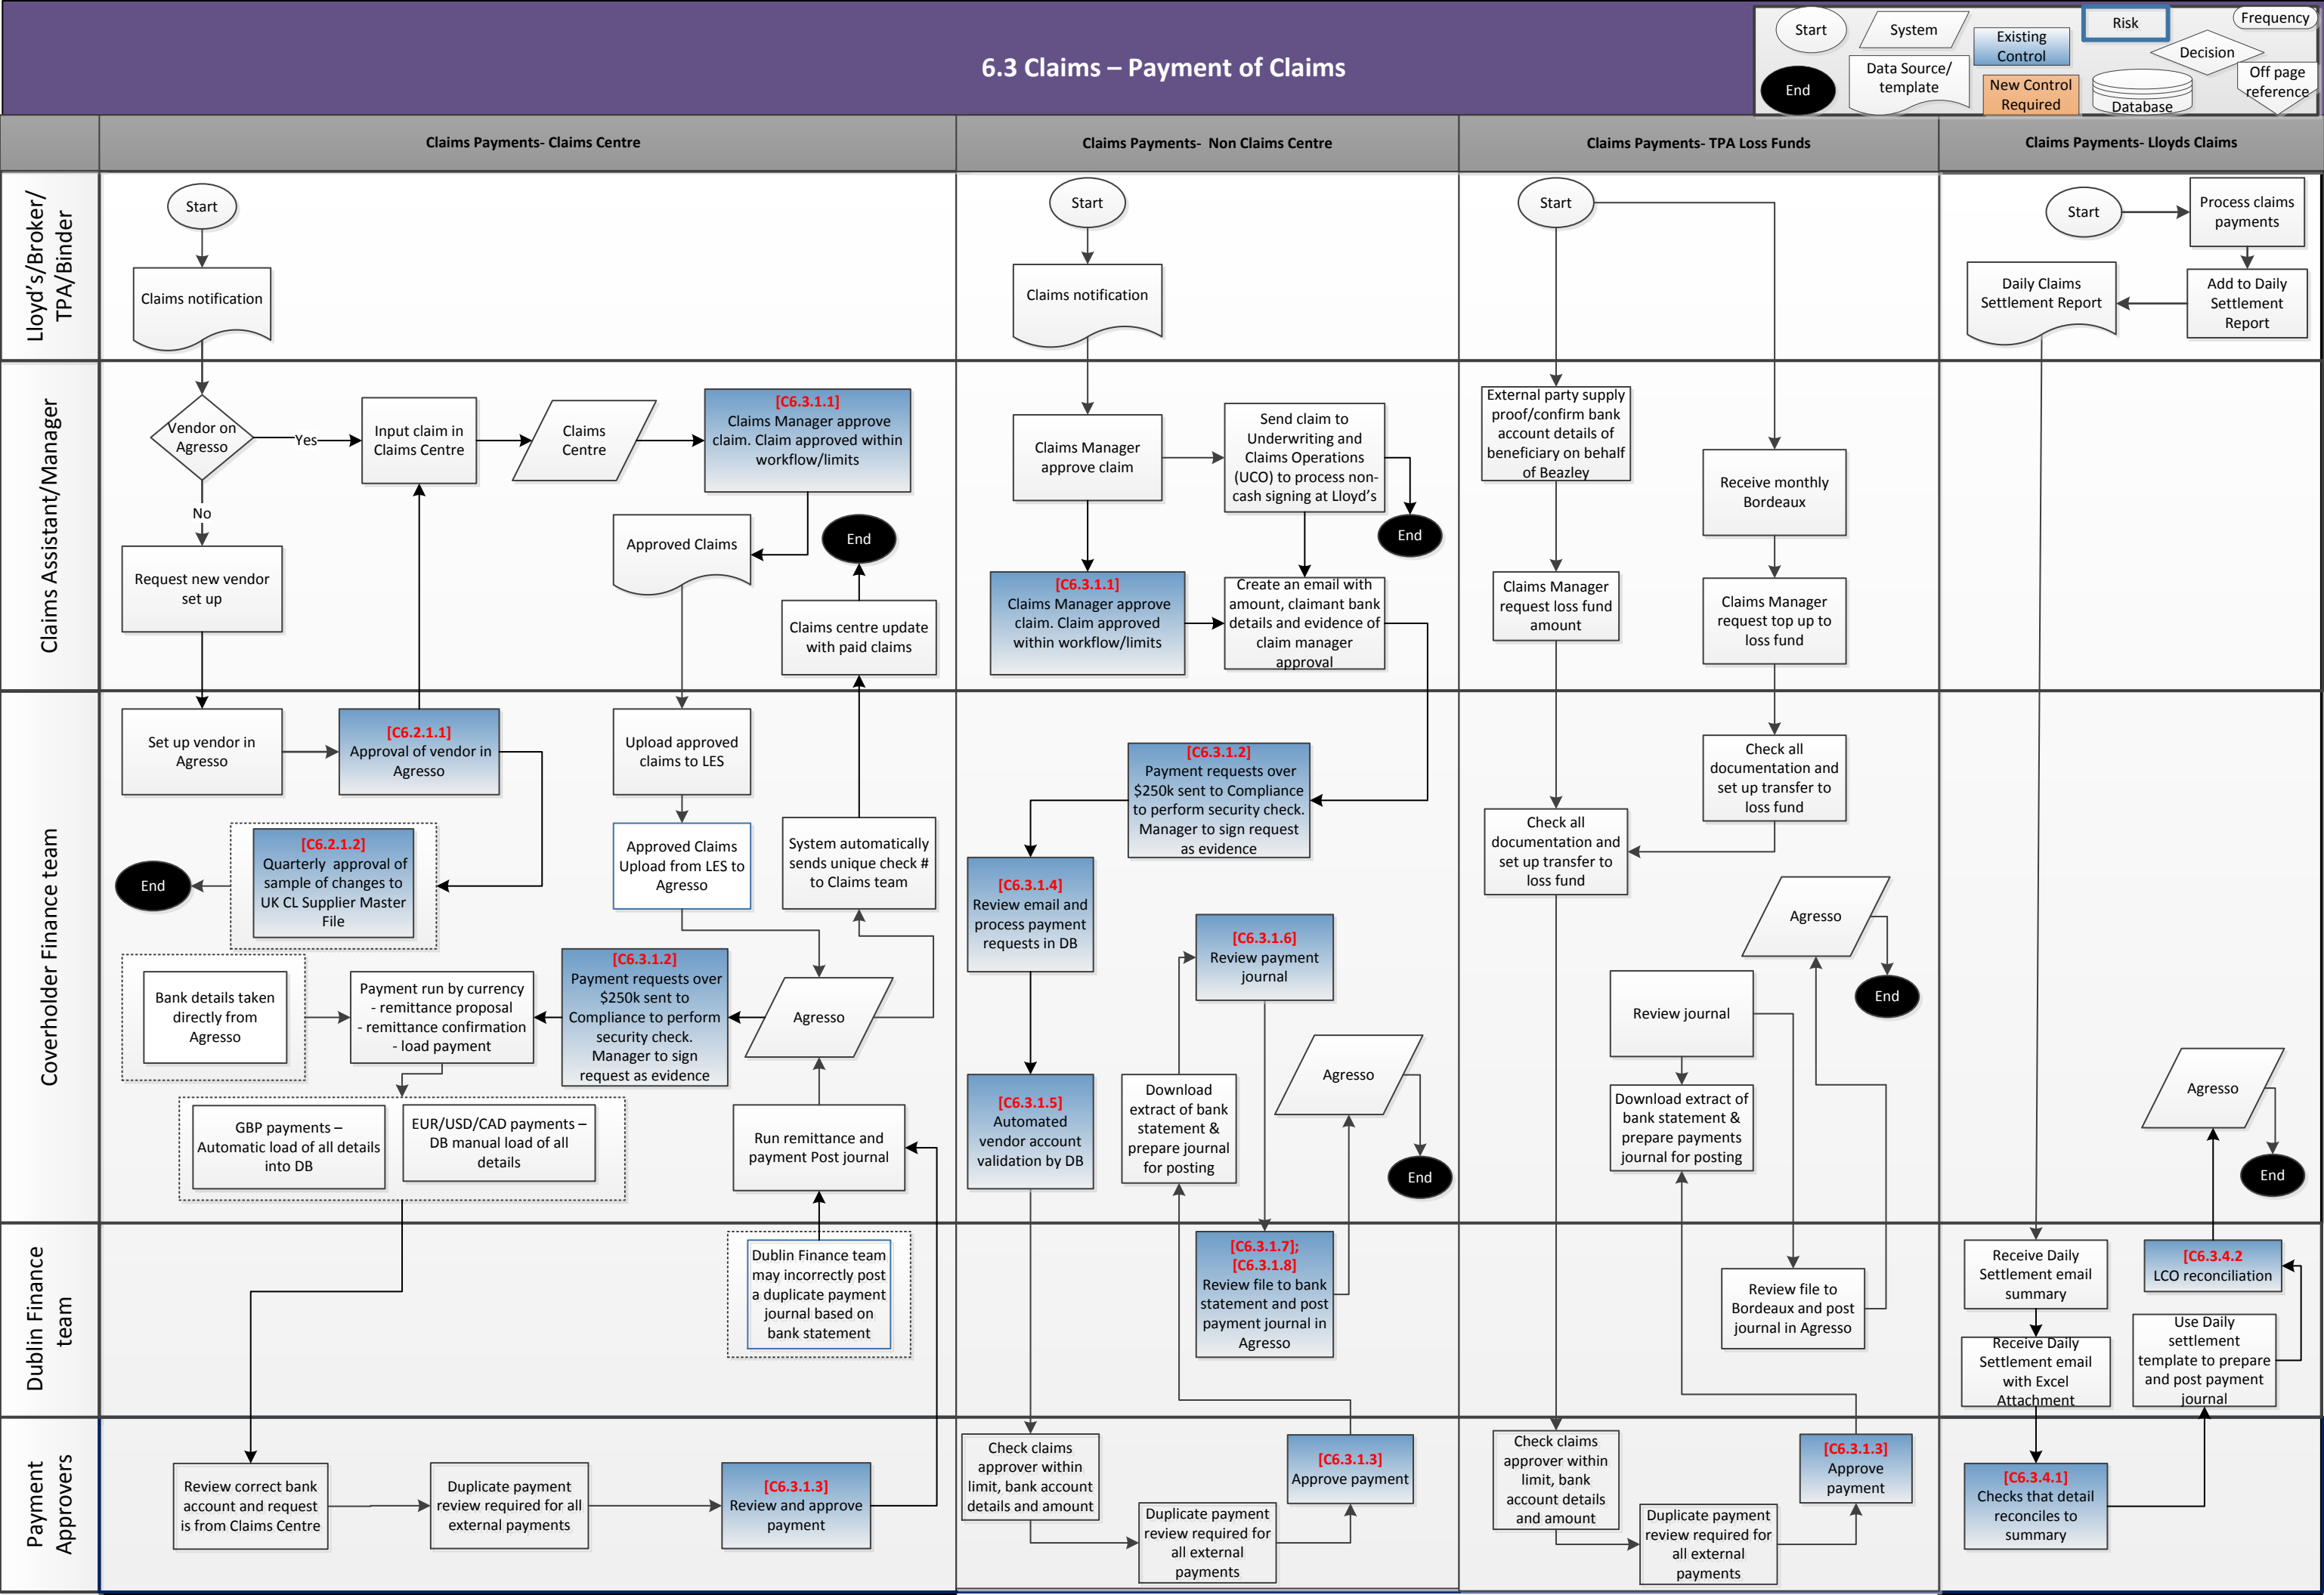 6.3 Claims – Payment of Claims
Start
System
Existing
Control
Risk
Frequency
Decision
End
Data Source/
template
New Control
Required
Database
Off page
reference
Claims Payments- Claims Centre
Claims Payments-  Non Claims Centre
Claims Payments- TPA Loss Funds
Claims Payments- Lloyds Claims
Lloyd's/Broker/
TPA/Binder
Start
Claims notification
Start
Claims notification
Start
Start
Process claims
payments
Add to Daily
Settlement
Report
Daily Claims
Settlement Report
Claims Assistant/Manager
Vendor on
Agresso
Yes
No
Input claim in
Claims Centre
Claims
Centre
[C6.3.1.1]
Claims Manager approve
claim. Claim approved within
workflow/limits
Approved Claims
End
Request new vendor
set up
Claims centre update
with paid claims
Claims Manager
approve claim
Send claim to
Underwriting and
Claims Operations
(UCO) to process non-
cash signing at Lloyd's
End
[C6.3.1.1]
Claims Manager approve
claim. Claim approved
within workflow/limits
Create an email with
amount, claimant bank
details and evidence of
claim manager
approval
External party supply
proof/confirm bank
account details of
beneficiary on behalf
of Beazley
Receive monthly
Bordeaux
Claims Manager
request loss fund
amount
Claims Manager
request top up to
loss fund
Coverholder Finance team
Set up vendor in
Agresso
[C6.2.1.1]
Approval of vendor in
Agresso
Upload approved
claims to LES
[C6.2.1.2]
Quarterly  approval of
sample of changes to
UK CL Supplier Master
File
End
Approved Claims
Upload from LES to
Agresso
System automatically
sends unique check #
to Claims team
Bank details taken
directly from
Agresso
Payment run by currency
- remittance proposal
- remittance confirmation
- load payment
[C6.3.1.2]
Payment requests over
$250k sent to
Compliance to perform
security check.
Manager to sign
request as evidence
Agresso
GBP payments –
Automatic load of all details
into DB
EUR/USD/CAD payments –
DB manual load of all
details
Run remittance and
payment Post journal
[C6.3.1.2]
Payment requests over
$250k sent to Compliance
to perform security check.
Manager to sign request
as evidence
[C6.3.1.4]
Review email and
process payment
requests in DB
[C6.3.1.6]
Review payment
journal
[C6.3.1.5]
Automated
vendor account
validation by DB
Download
extract of bank
statement &
prepare journal
for posting
Agresso
End
Check all
documentation and
set up transfer to
loss fund
Check all
documentation and
set up transfer to
loss fund
Agresso
End
Review journal
Download extract of
bank statement &
prepare payments
journal for posting
Agresso
End
Dublin Finance
team
Dublin Finance team
may incorrectly post
a duplicate payment
journal based on
bank statement
[C6.3.1.7];
[C6.3.1.8]
Review file to bank
statement and post
payment journal in
Agresso
Review file to
Bordeaux and post
journal in Agresso
Receive Daily
Settlement email
summary
[C6.3.4.2
LCO reconciliation
Receive Daily
Settlement email
with Excel
Attachment
Use Daily
settlement
template to prepare
and post payment
journal
Payment
Approvers
Review correct bank
account and request
is from Claims Centre
Duplicate payment
review required for all
external payments
[C6.3.1.3]
Review and approve
payment
Check claims
approver within
limit, bank account
details and amount
Duplicate payment
review required for
all external
payments
[C6.3.1.3]
Approve payment
Check claims
approver within
limit, bank
account details
and amount
Duplicate payment
review required for
all external
payments
[C6.3.1.3]
Approve
payment
[C6.3.4.1]
Checks that detail
reconciles to
summary